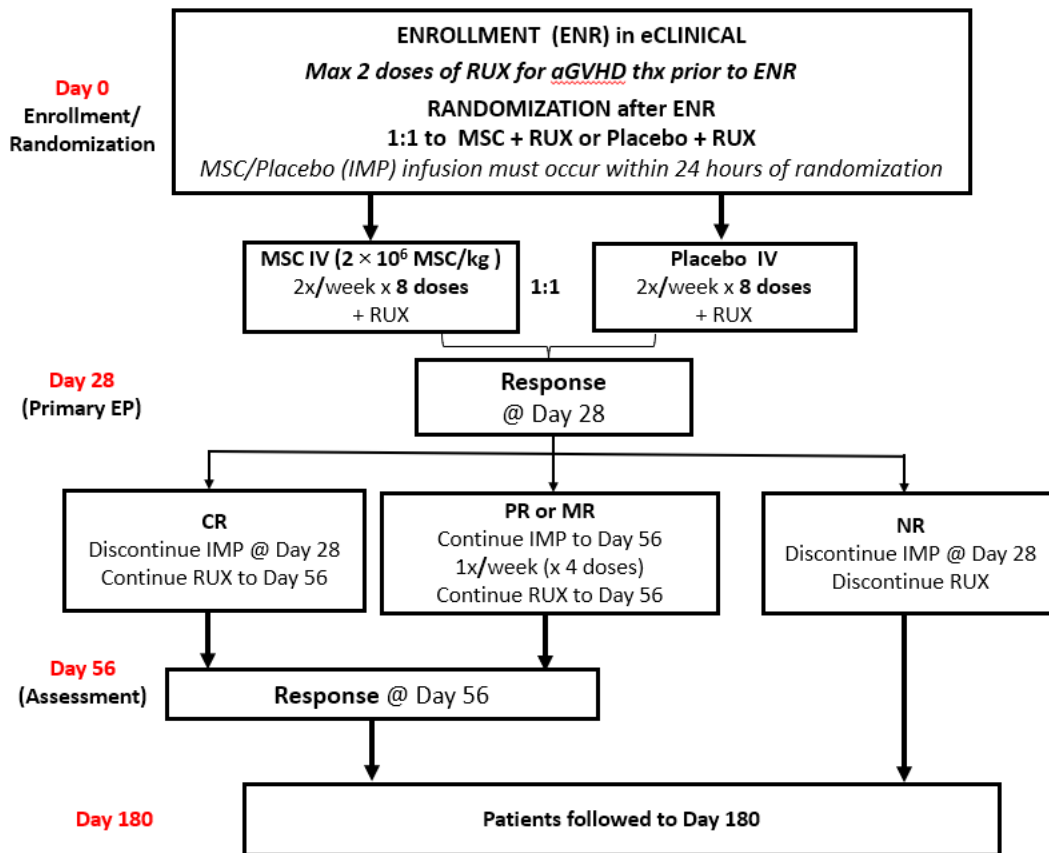 ENROLLMENT (ENR) in eCLINICAL
Max 2 doses of RUX for aGVHD thx prior to ENR
RANDOMIZATION after ENR
1:1 to MSC + RUX or Placebo + RUX
MSC/Placebo (IMP) infusion must occur within 24 hours of randomization
Day 0
Enrollment/
Randomization
MSC IV (2 × 10⁶ MSC/kg )
2x/week x 8 doses
+ RUX
1:1
Placebo IV
2x/week x 8 doses
+ RUX
Day 28
(Primary EP)
Response
@ Day 28
CR
Discontinue IMP @ Day 28
Continue RUX to Day 56
PR or MR
Continue IMP to Day 56
1x/week (x 4 doses)
Continue RUX to Day 56
NR
Discontinue IMP @ Day 28
Discontinue RUX
Day 56
(Assessment)
Response @ Day 56
Day 180
Patients followed to Day 180